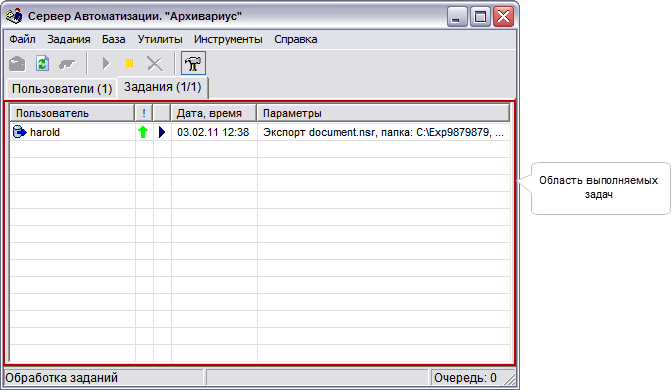 Сервер Автоматизации. "Архивариус"
Файл Задания База Утилиты Инструменты Справка
Пользователи (1) Задания (1/1)
Пользователь ! Дата, время Параметры
harold 03.02.11 12:38 Экспорт document.nsr, папка: C:\Exp9879879, ...
Область выполняемых
задач
Обработка заданий Очередь: 0